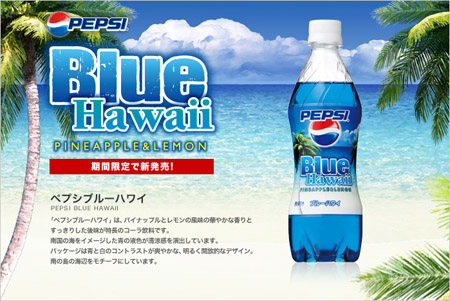 PEPSI
Blue
Hawaii
PINEAPPLE&LEMON
期間限定で新発売!
ペプシブルーハワイ
PEPSI BLUE HAWAII
「ペプシブルーハワイ」は、パイナップルとレモンの風味の華やかな香りと
すっきりした後味が特長のコーラ飲料です。
南国の海をイメージした青の液色が清涼感を演出しています。
パッケージは青と白のコントラストが爽やかな、明るく開放的なデザイン。
南の島の海辺をモチーフにしています。
PEPSI
Blue
Hawaii
PINEAPPLE&LEMON
ブルーハワイ